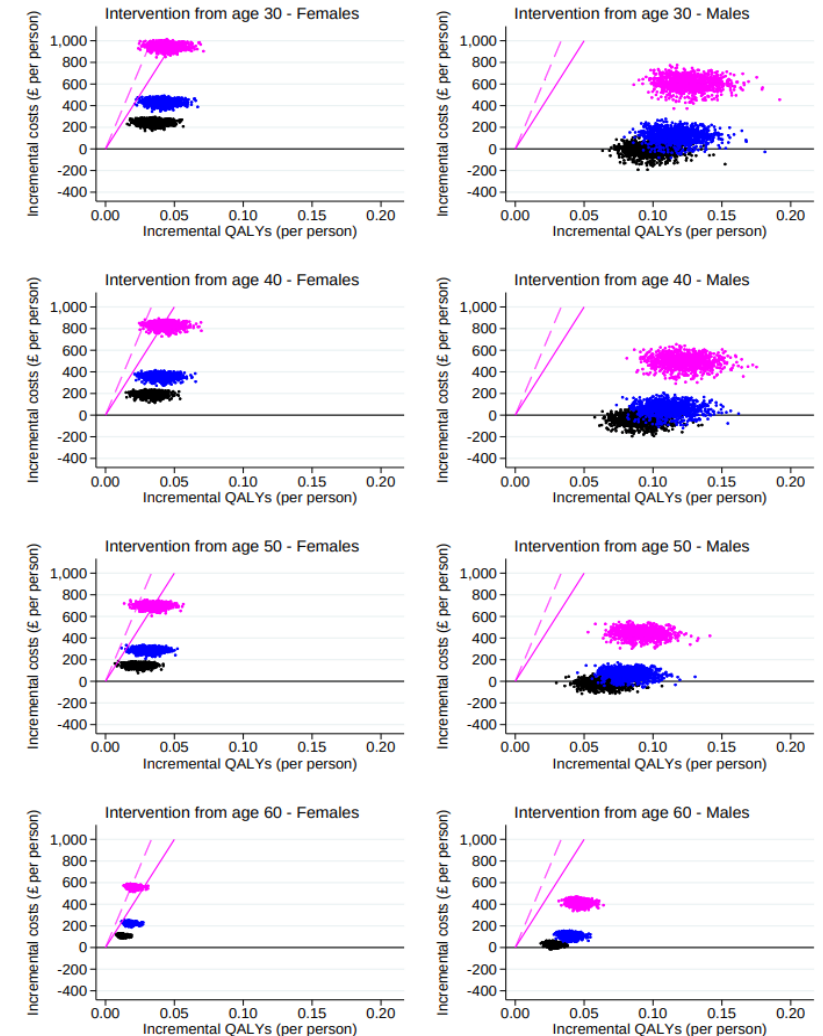 Intervention from age 30 - Females
Incremental costs (£ per person)
1,000
800
600
400
200
0
-200
-400
0.00 0.05 0.10 0.15 0.20
Incremental QALYs (per person)
Intervention from age 30 - Males
Incremental costs (£ per person)
1,000
800
600
400
200
0
-200
-400
0.00 0.05 0.10 0.15 0.20
Incremental QALYs (per person)
Intervention from age 40 - Females
Incremental costs (£ per person)
1,000
800
600
400
200
0
-200
-400
0.00 0.05 0.10 0.15 0.20
Incremental QALYs (per person)
Intervention from age 40 - Males
Incremental costs (£ per person)
1,000
800
600
400
200
0
-200
-400
0.00 0.05 0.10 0.15 0.20
Incremental QALYs (per person)
Intervention from age 50 - Females
Incremental costs (£ per person)
1,000
800
600
400
200
0
-200
-400
0.00 0.05 0.10 0.15 0.20
Incremental QALYs (per person)
Intervention from age 50 - Males
Incremental costs (£ per person)
1,000
800
600
400
200
0
-200
-400
0.00 0.05 0.10 0.15 0.20
Incremental QALYs (per person)
Intervention from age 60 - Females
Incremental costs (£ per person)
1,000
800
600
400
200
0
-200
-400
0.00 0.05 0.10 0.15 0.20
Incremental QALYs (per person)
Intervention from age 60 - Males
Incremental costs (£ per person)
1,000
800
600
400
200
0
-200
-400
0.00 0.05 0.10 0.15 0.20
Incremental QALYs (per person)